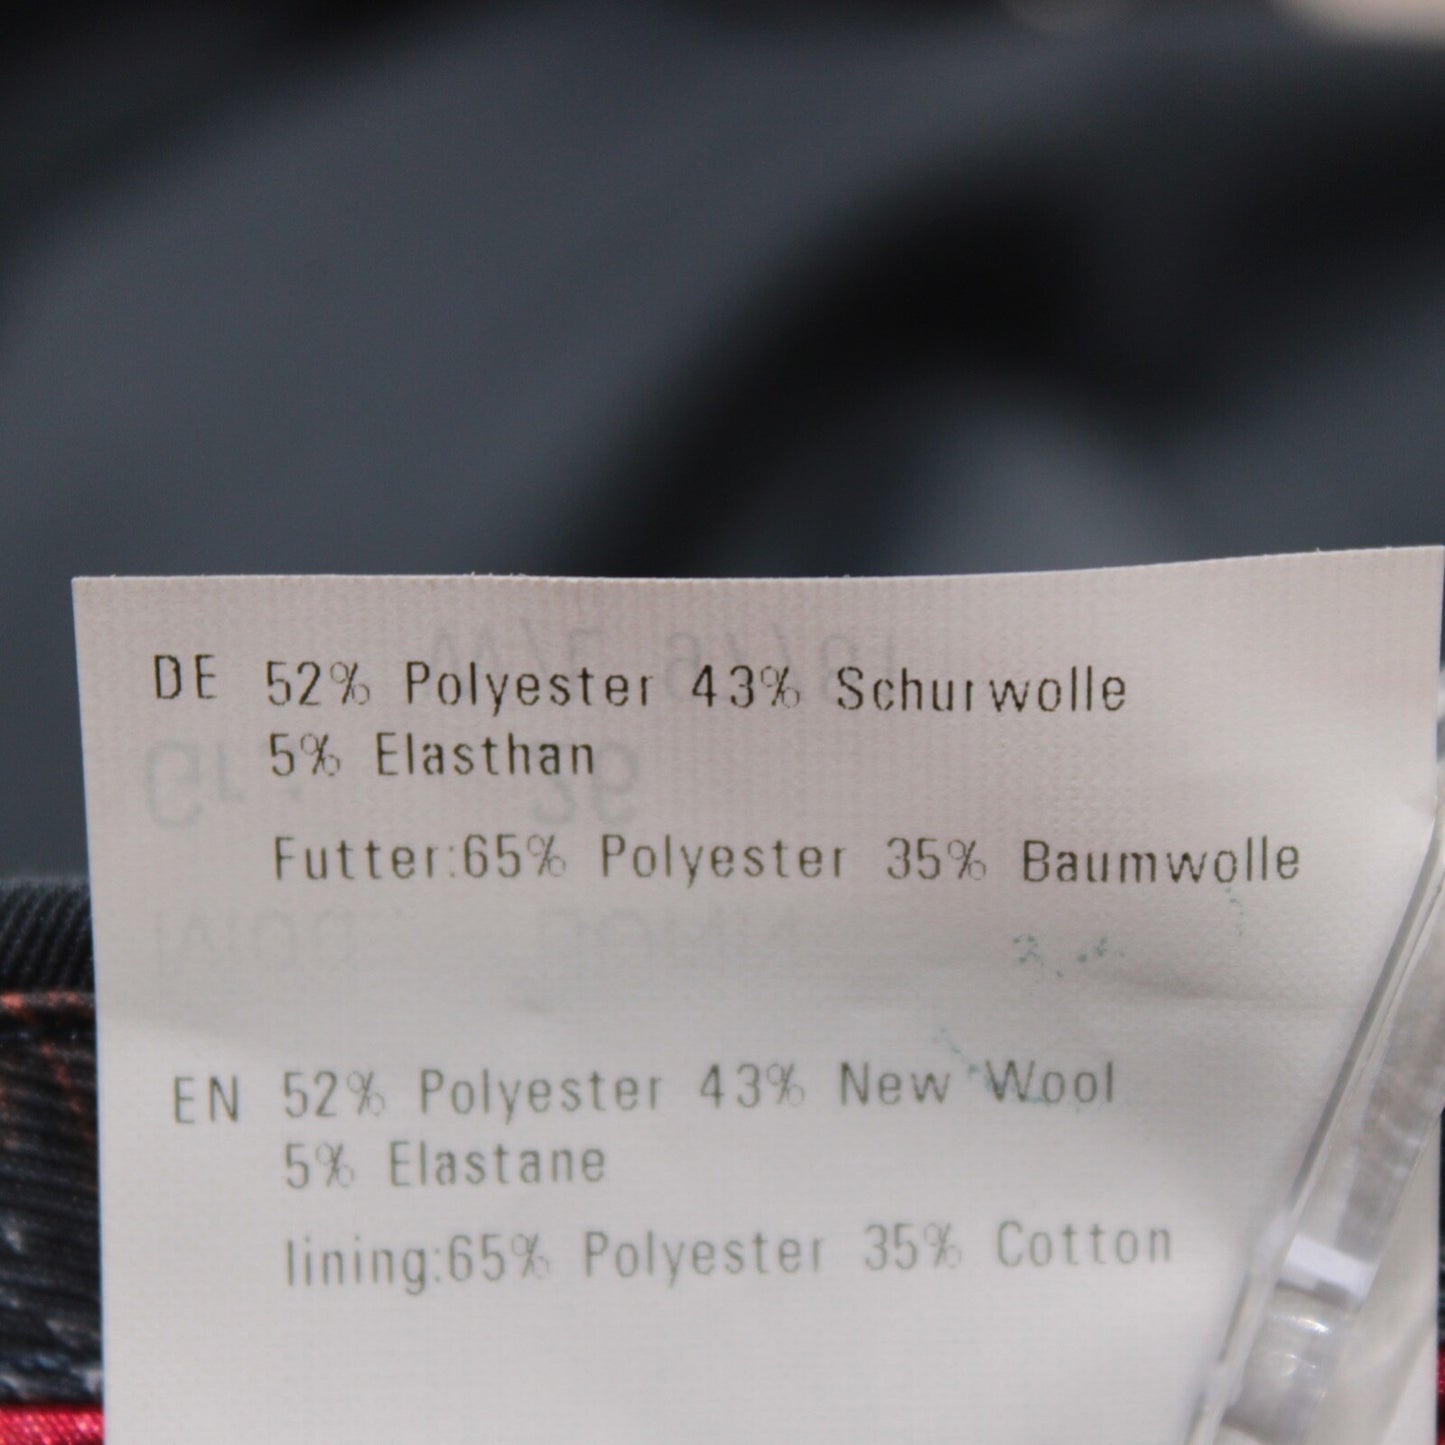 DE 52% Polyester 43% Schurwolle
5% Elasthan
Futter:65% Polyester 35% Baumwolle
EN 52% Polyester 43% New Wool
5% Elastane
lining:65% Polyester 35% Cotton